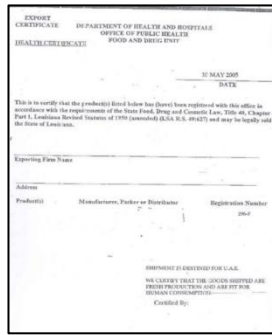 EXPORT
CERTIFICATE
DEPARTMENT OF HEALTH AND HOSPITALS
OFFICE OF PUBLIC HEALTH
FOOD AND DRUG UNIT
HEALTH CERTIFICATE
MAY 2005
DATE
This is to certify that the product(s) listed below has (have) been registered with this office in
accordance with the requirements of the State Food, Drug and Cosmetic Law, Title 40, Chapter
Part 1, Louisiana Revised Statutes of 1950 (amended) (LSA R.S. 40:627) and may be legally sold
the State of Louisiana.
Exporting Firm Name
Address
Product(s)
Manufacturer, Packer or Distributor
Registration Number
SHIPMENT IS DESTINED FOR U.A.E.
WE CERTIFY THAT THE GOODS SHIPPED ARE
FRESH PRODUCTION AND ARE FIT FOR
HUMAN CONSUMPTION
Certified By: